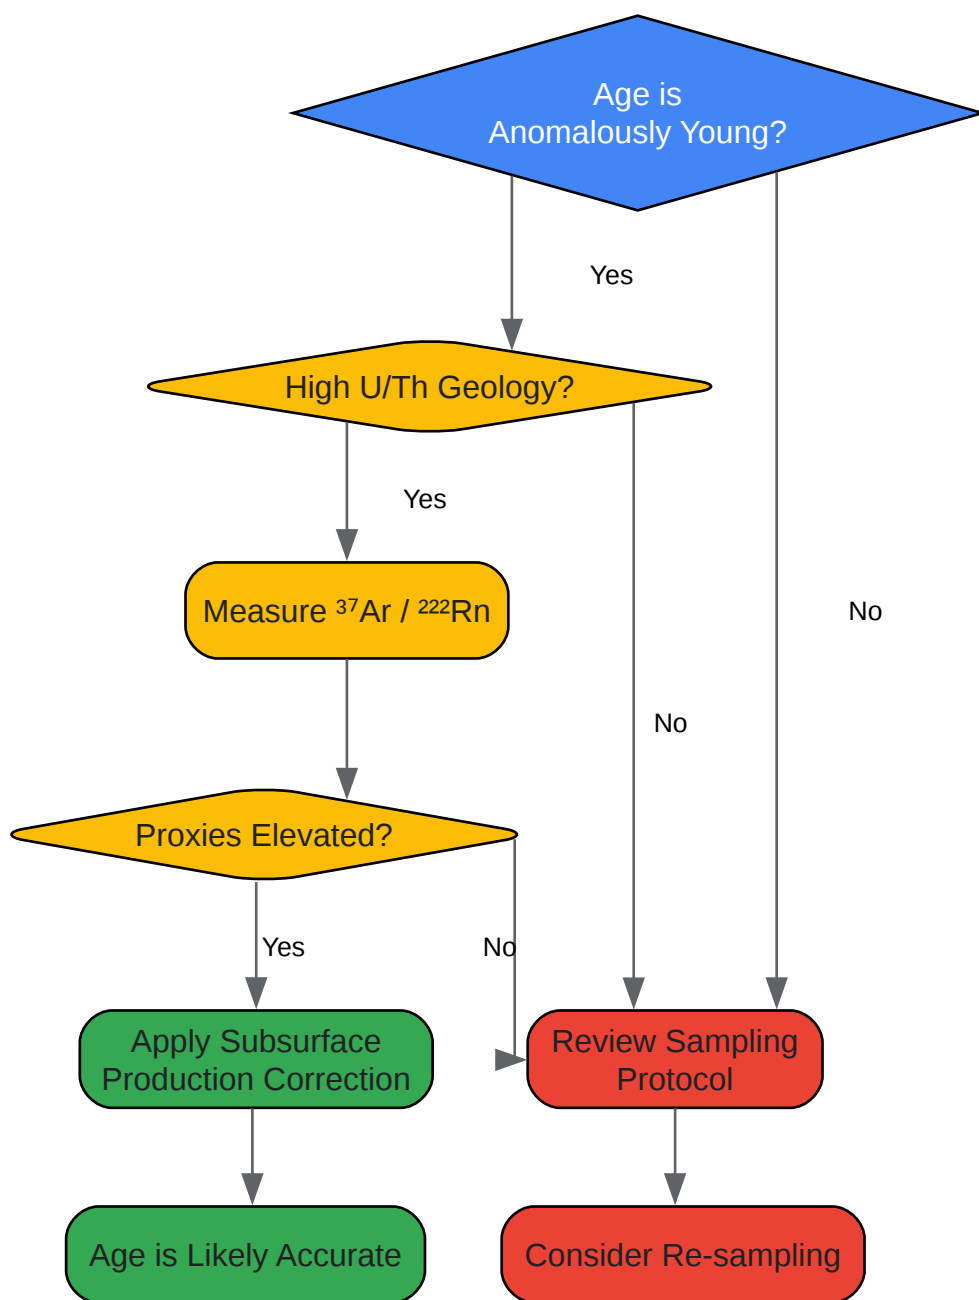 Age is
Anomalously Young?
Yes
High U/Th Geology?
Yes
Measure ³⁷Ar / ²²²Rn
No
No
Proxies Elevated?
Yes
No
Apply Subsurface
Production Correction
Review Sampling
Protocol
Age is Likely Accurate
Consider Re-sampling